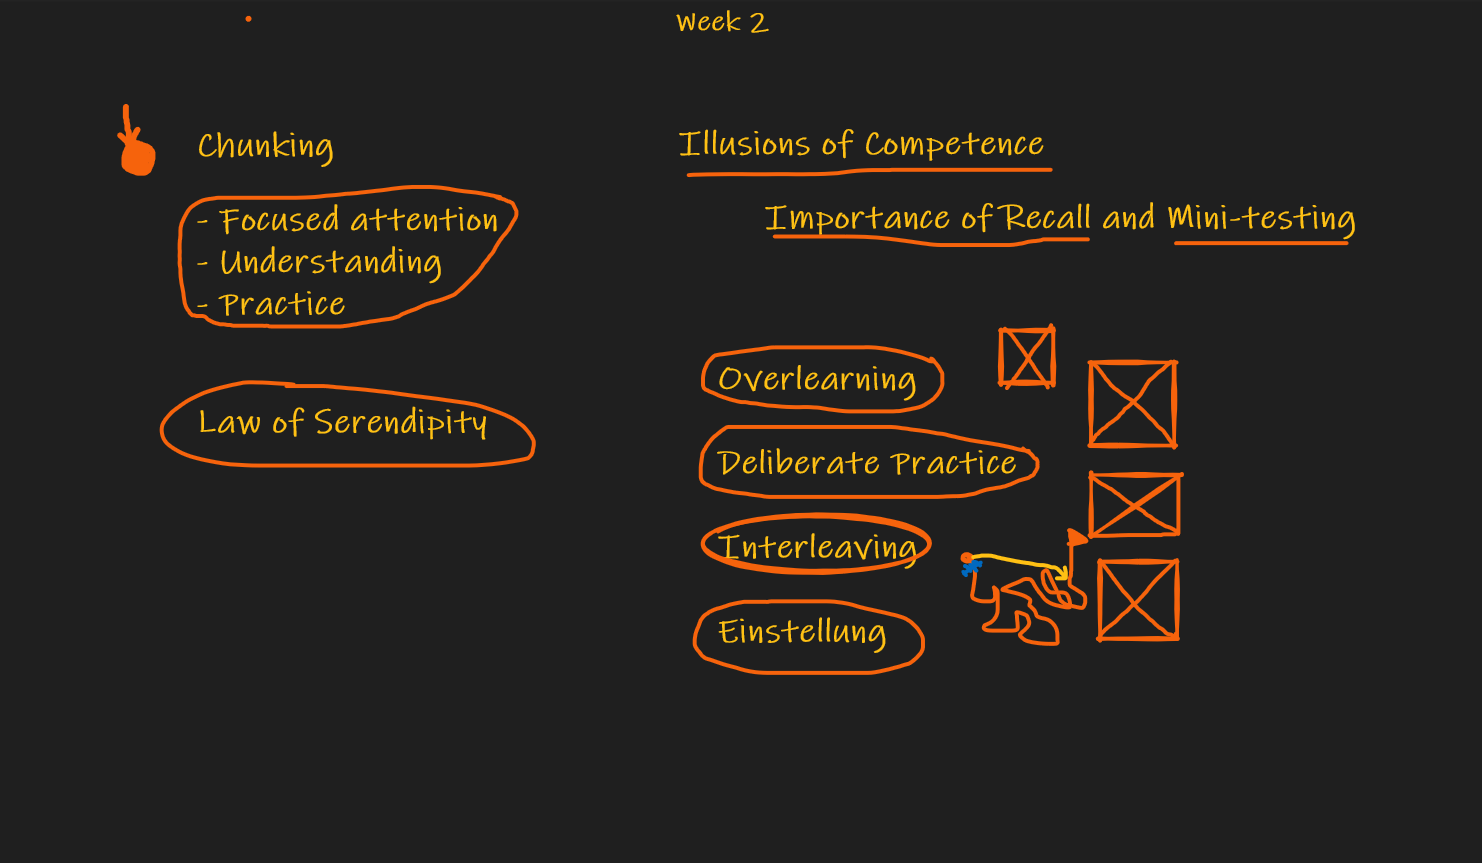 Week 2
Chunking
- Focused attention
- Understanding
- Practice
Law of Serendipity
Illusions of Competence
Importance of Recall and Mini-testing
Overlearning
Deliberate Practice
Interleaving
Einstellung